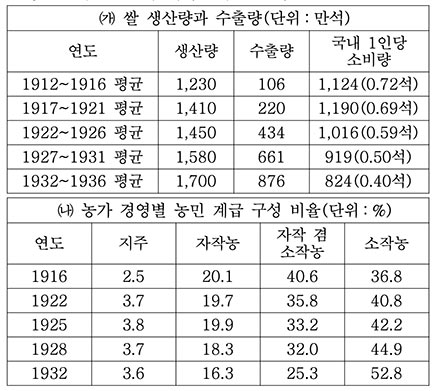 ㈎ 쌀 생산량과 수출량(단위 : 만석)
연도 생산량 수출량 국내 1인당
소비량
1912~1916 평균 1,230 106 1,124(0.72석)
1917~1921 평균 1,410 220 1,190(0.69석)
1922~1926 평균 1,450 434 1,016(0.59석)
1927~1931 평균 1,580 661 919(0.50석)
1932~1936 평균 1,700 876 824(0.40석)
㈏ 농가 경영별 농민 계급 구성 비율(단위 : %)
연도 지주 자작농 자작 겸
소작농 소작농
1916 2.5 20.1 40.6 36.8
1922 3.7 19.7 35.8 40.8
1925 3.8 19.9 33.2 42.2
1928 3.7 18.3 32.0 44.9
1932 3.6 16.3 25.3 52.8